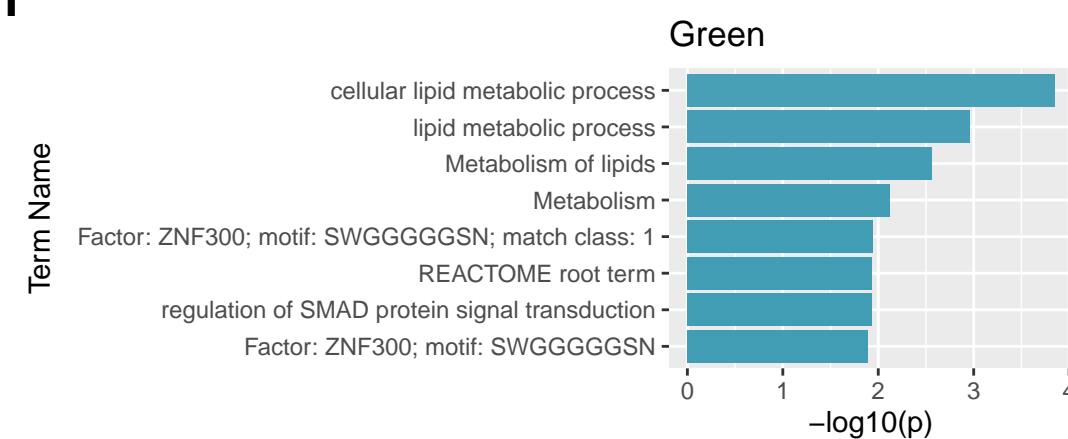 Green
Term Name
cellular lipid metabolic process
lipid metabolic process
Metabolism of lipids
Metabolism
Factor: ZNF300; motif: SWGGGGGSN; match class: 1
REACTOME root term
regulation of SMAD protein signal transduction
Factor: ZNF300; motif: SWGGGGGSN
0 1 2 3 4
−log10(p)